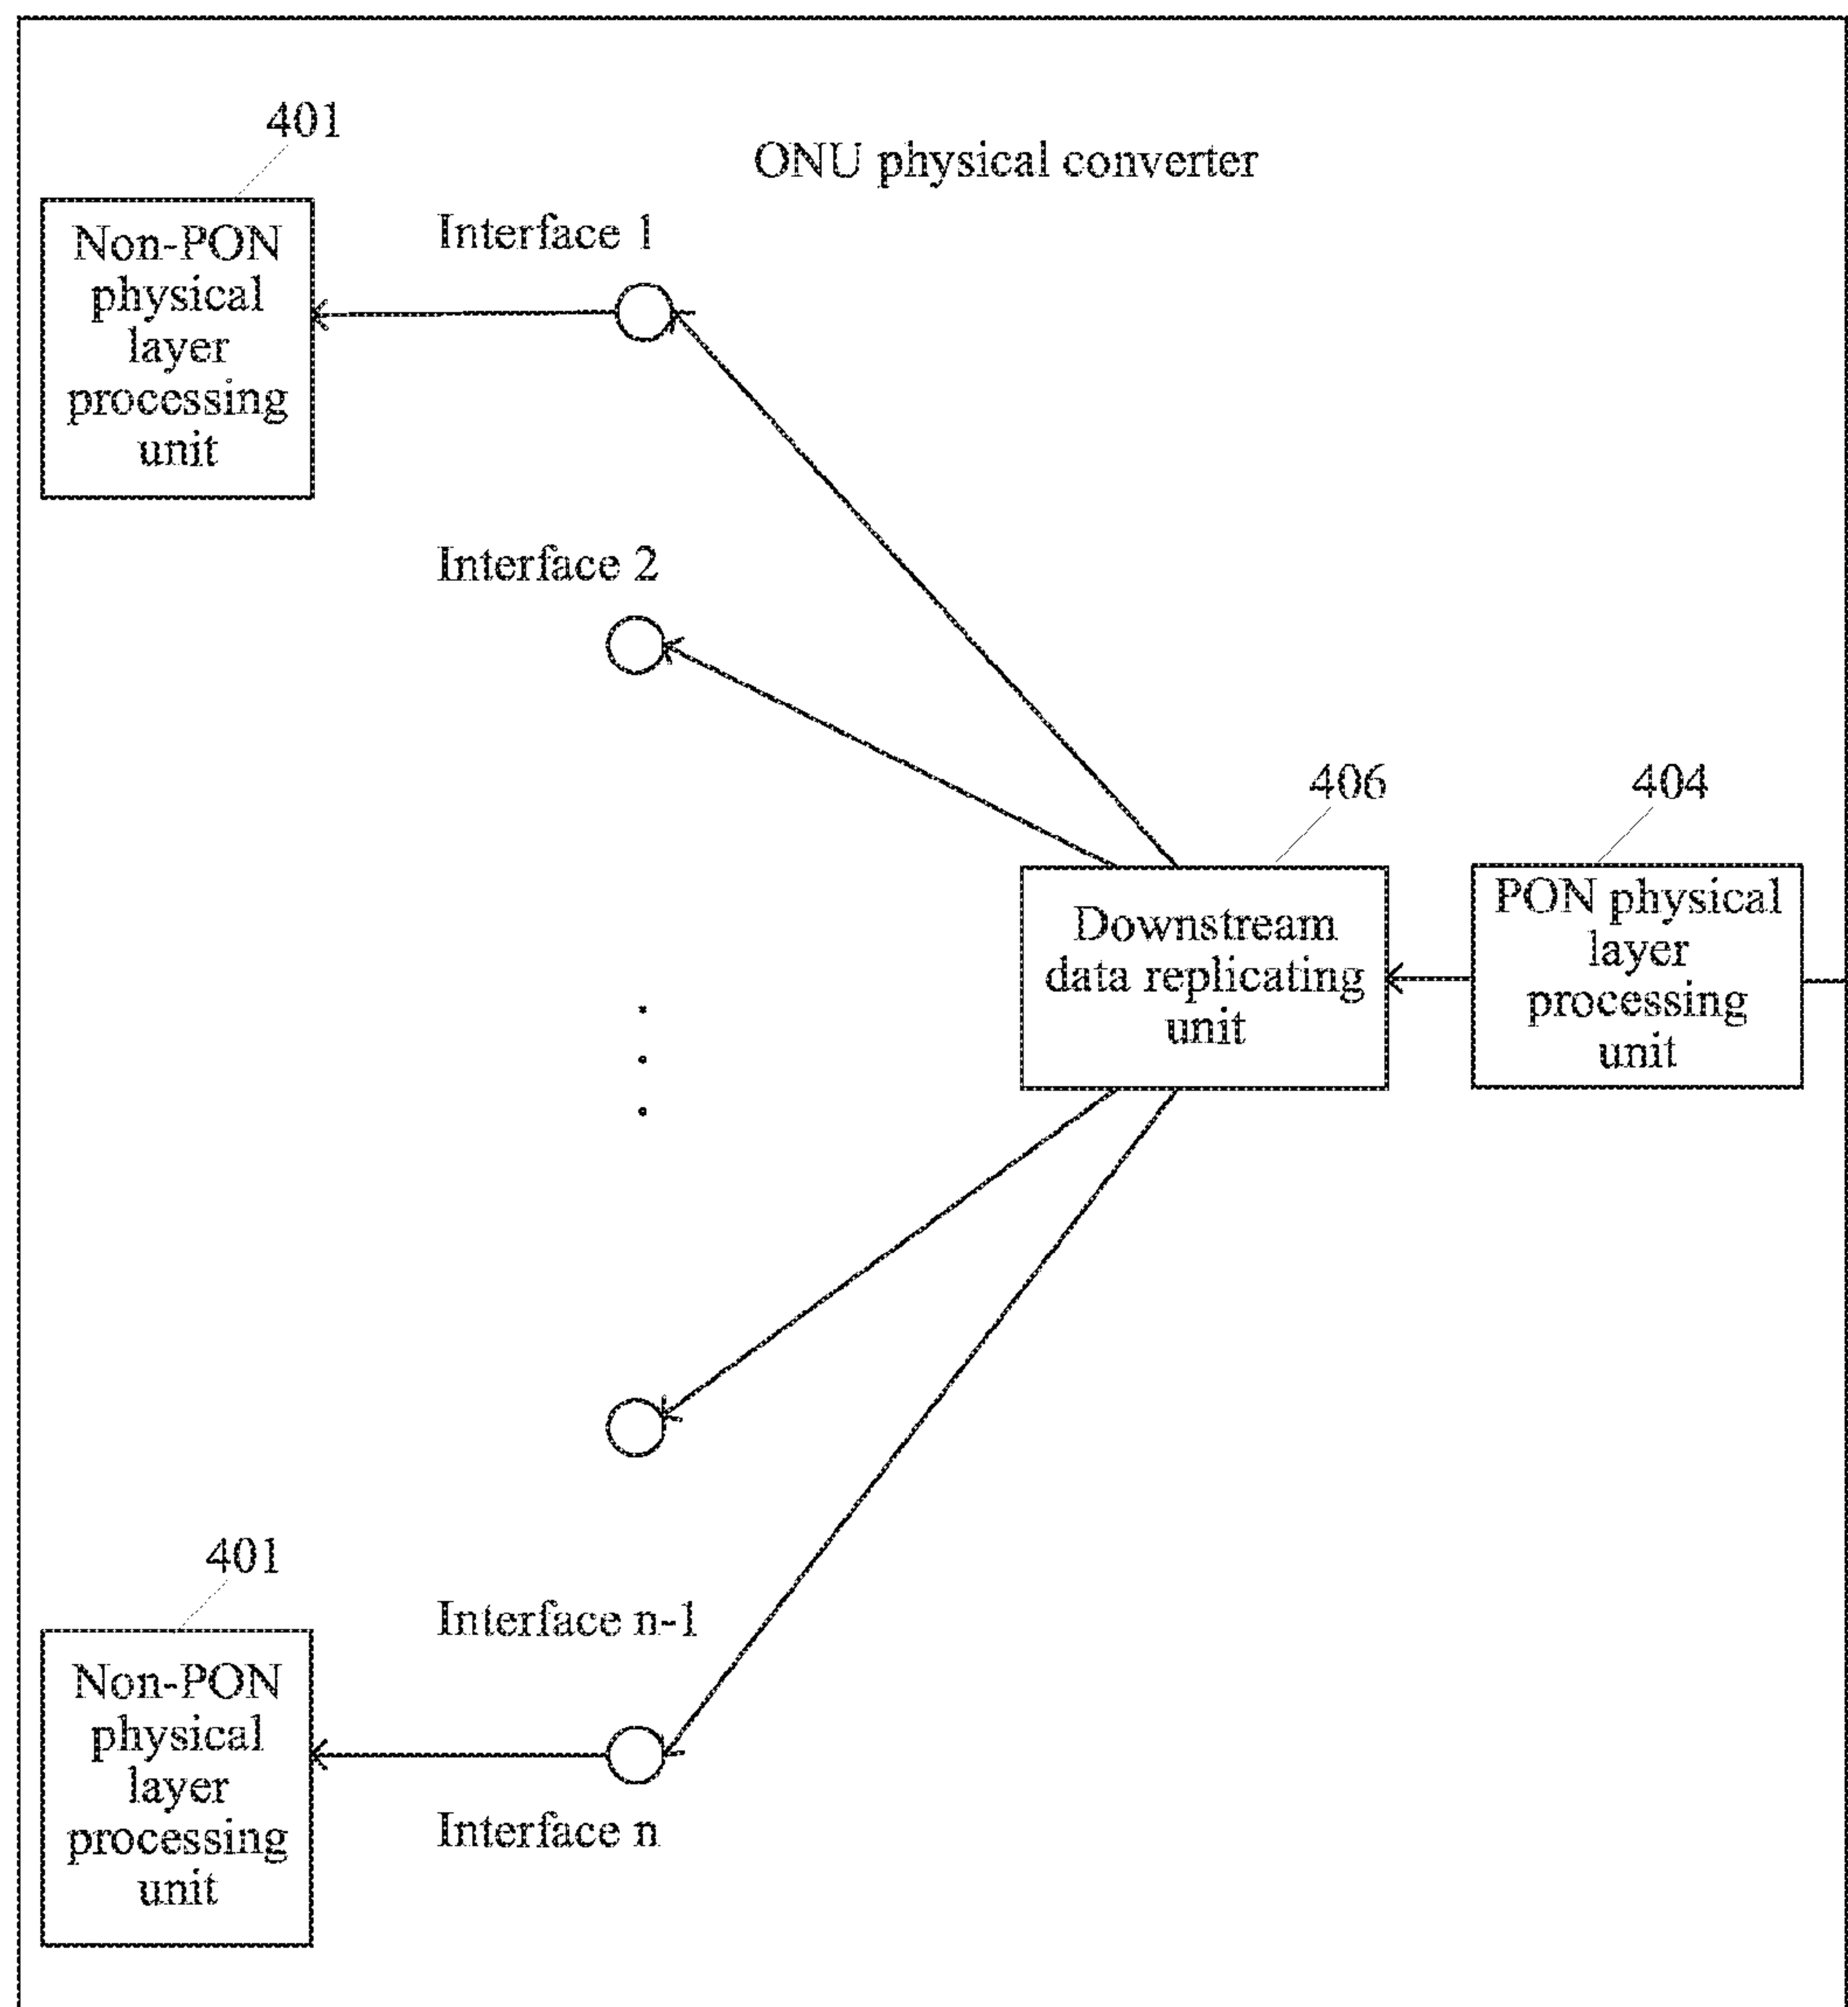 401
ONU physical converter
Non-PON
physical
layer
processing
unit
Interface 1
Interface 2
406
404
Downstream
data replicating
unit
PON physical
layer
processing
unit
401
Interface n-1
Non-PON
physical
layer
processing
unit
Interface n